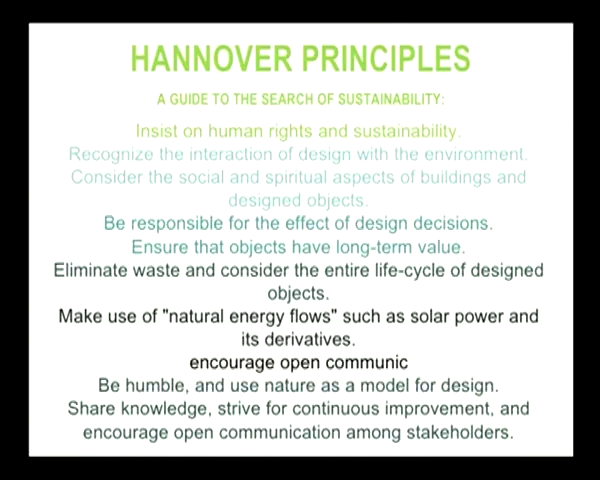 HANNOVER PRINCIPLES
A GUIDE TO THE SEARCH OF SUSTAINABILITY:
Insist on human rights and sustainability.
Recognize the interaction of design with the environment.
Consider the social and spiritual aspects of buildings and
designed objects.
Be responsible for the effect of design decisions.
Ensure that objects have long-term value.
Eliminate waste and consider the entire life-cycle of designed
objects.
Make use of "natural energy flows" such as solar power and
its derivatives.
encourage open communic
Be humble, and use nature as a model for design.
Share knowledge, strive for continuous improvement, and
encourage open communication among stakeholders.